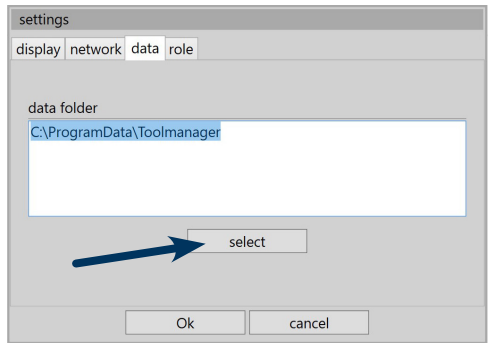 settings
display network data role
data folder
C:\ProgramData\Toolmanager
select
Ok cancel